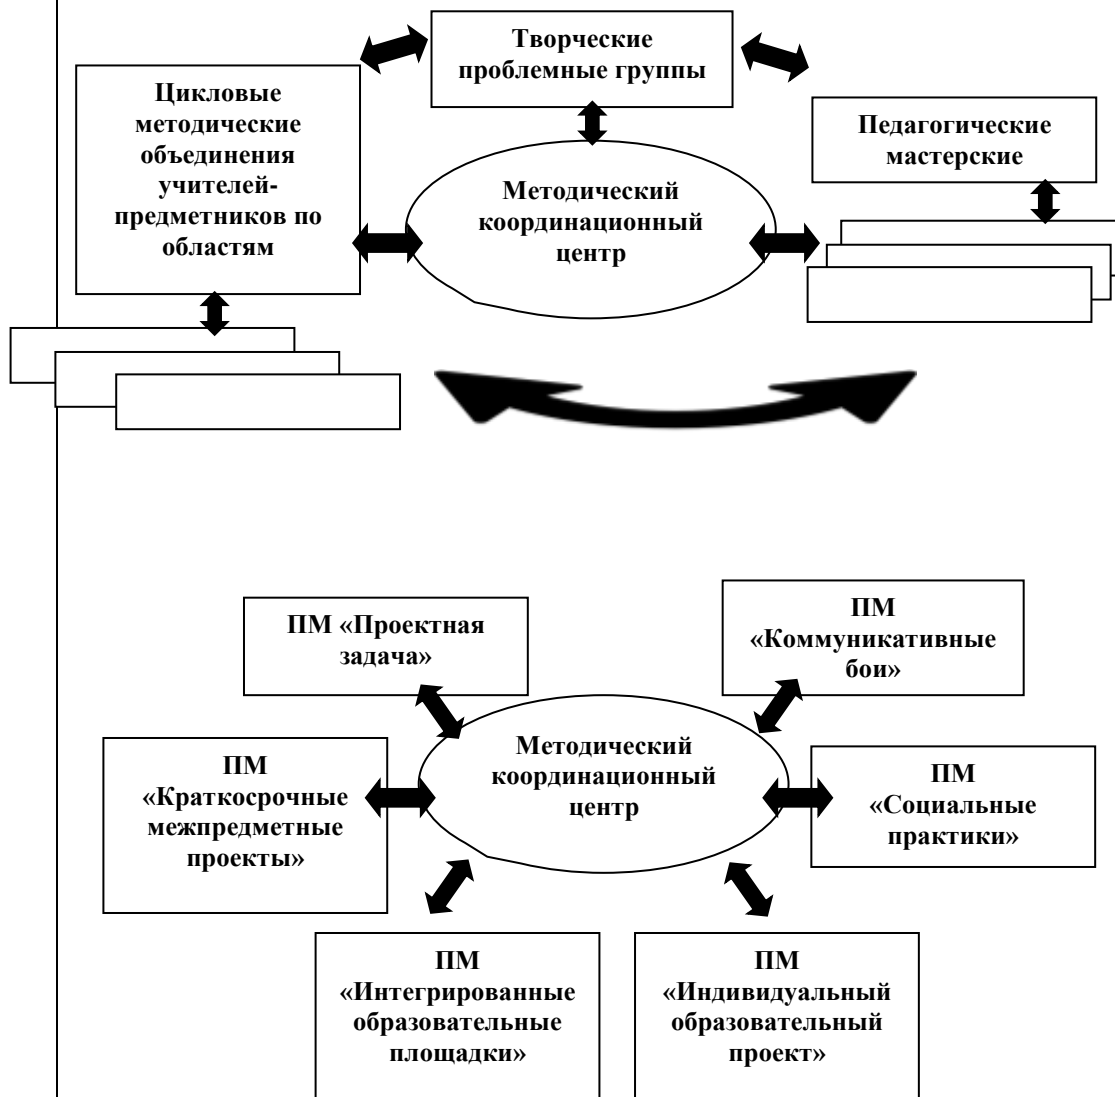 Творческие
проблемные группы
Цикловые
методические
объединения
учителей-
предметников по
областям
Педагогические
мастерские
Методический
координационный
центр
ПМ «Проектная
задача»
ПМ
«Коммуникативные
бои»
Методический
координационный
центр
ПМ
«Краткосрочные
межпредметные
проекты»
ПМ
«Социальные
практики»
ПМ
«Интегрированные
образовательные
площадки»
ПМ
«Индивидуальный
образовательный
проект»